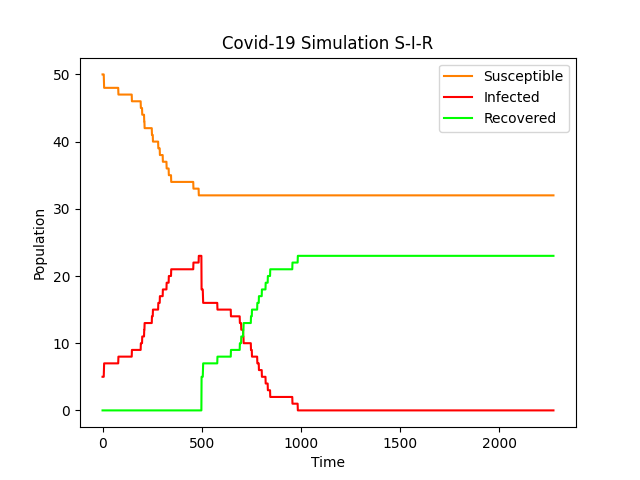 Covid-19 Simulation S-I-R
Susceptible
Infected
Recovered
50
40
30
20
10
0
Population
0 500 1000 1500 2000
Time